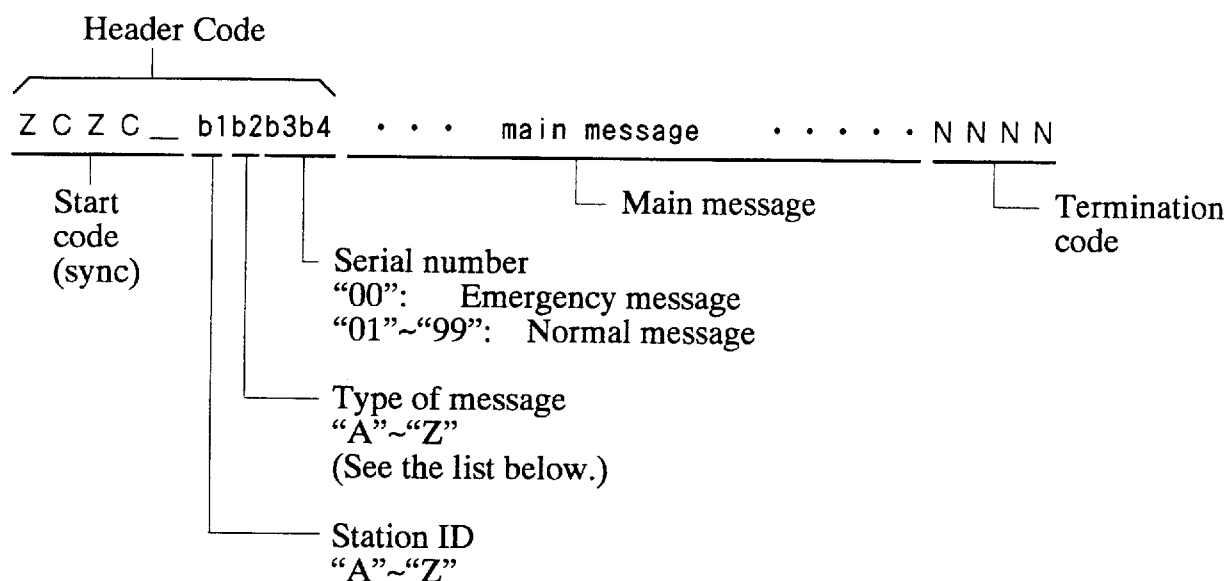 Header Code
Z C Z C _ b1b2b3b4 · · · main message · · · · · N N N N
Start
code
(sync)
Main message
Termination
code
Serial number
“00”: Emergency message
“01”~“99”: Normal message
Type of message
“A”~“Z”
(See the list below.)
Station ID
“A”~“Z”